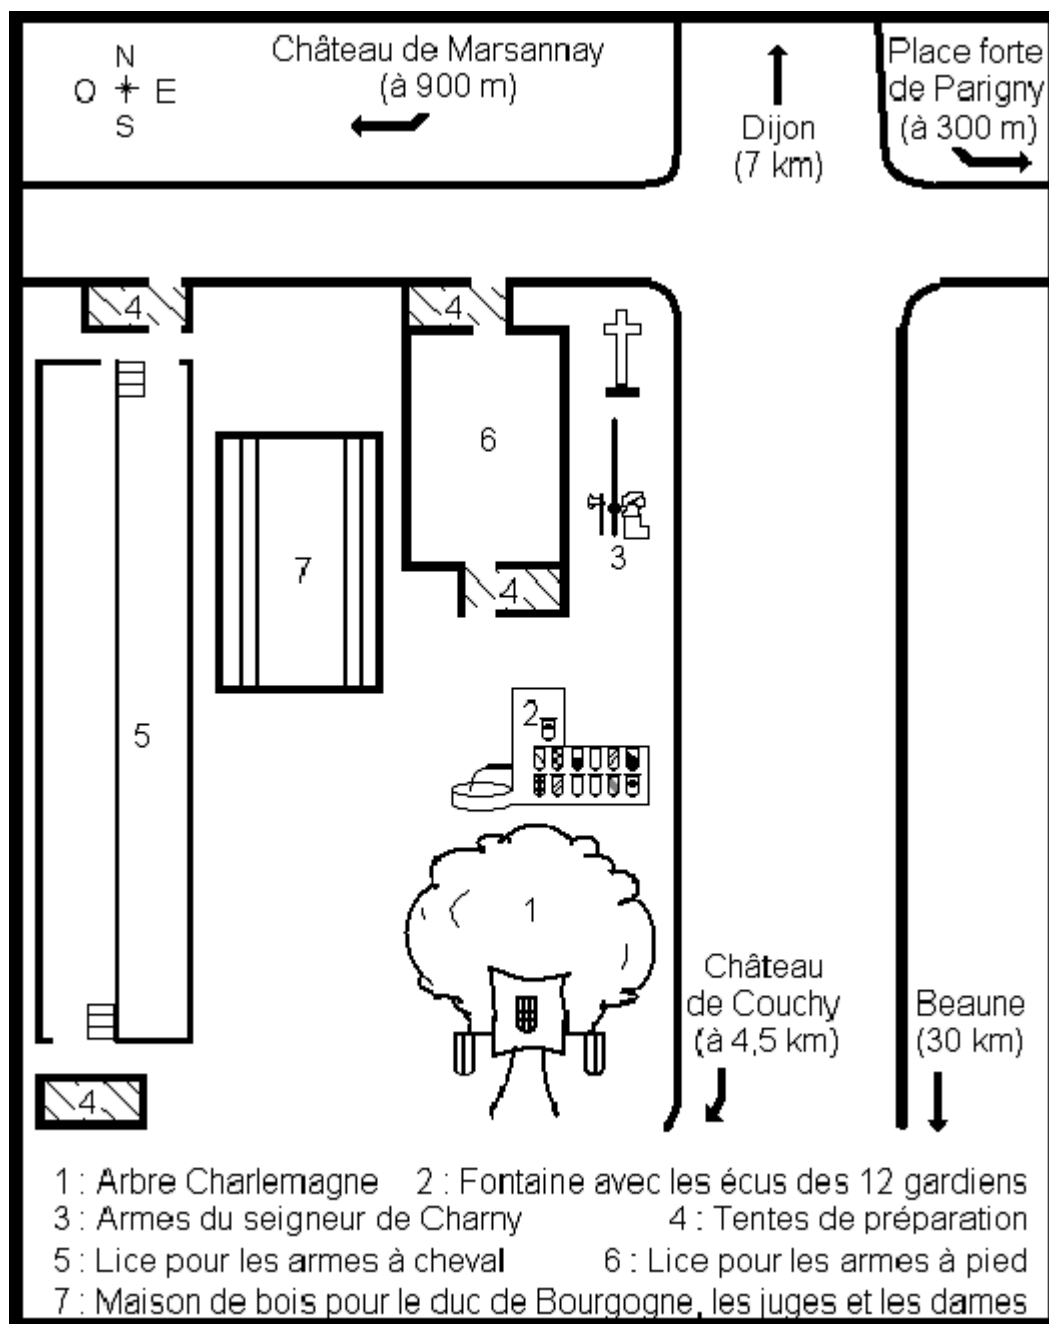 N
O E
S
Château de Marsannay
(à 900 m)
Dijon
(7 km)
Place forte
de Parigny
(à 300 m)
4
4
6
3
7
4
5
2
1
Château
de Couchy
(à 4,5 km)
Beaune
(30 km)
4
1 : Arbre Charlemagne 2 : Fontaine avec les écus des 12 gardiens
3 : Armes du seigneur de Charny 4 : Tentes de préparation
5 : Lice pour les armes à cheval 6 : Lice pour les armes à pied
7 : Maison de bois pour le duc de Bourgogne, les juges et les dames